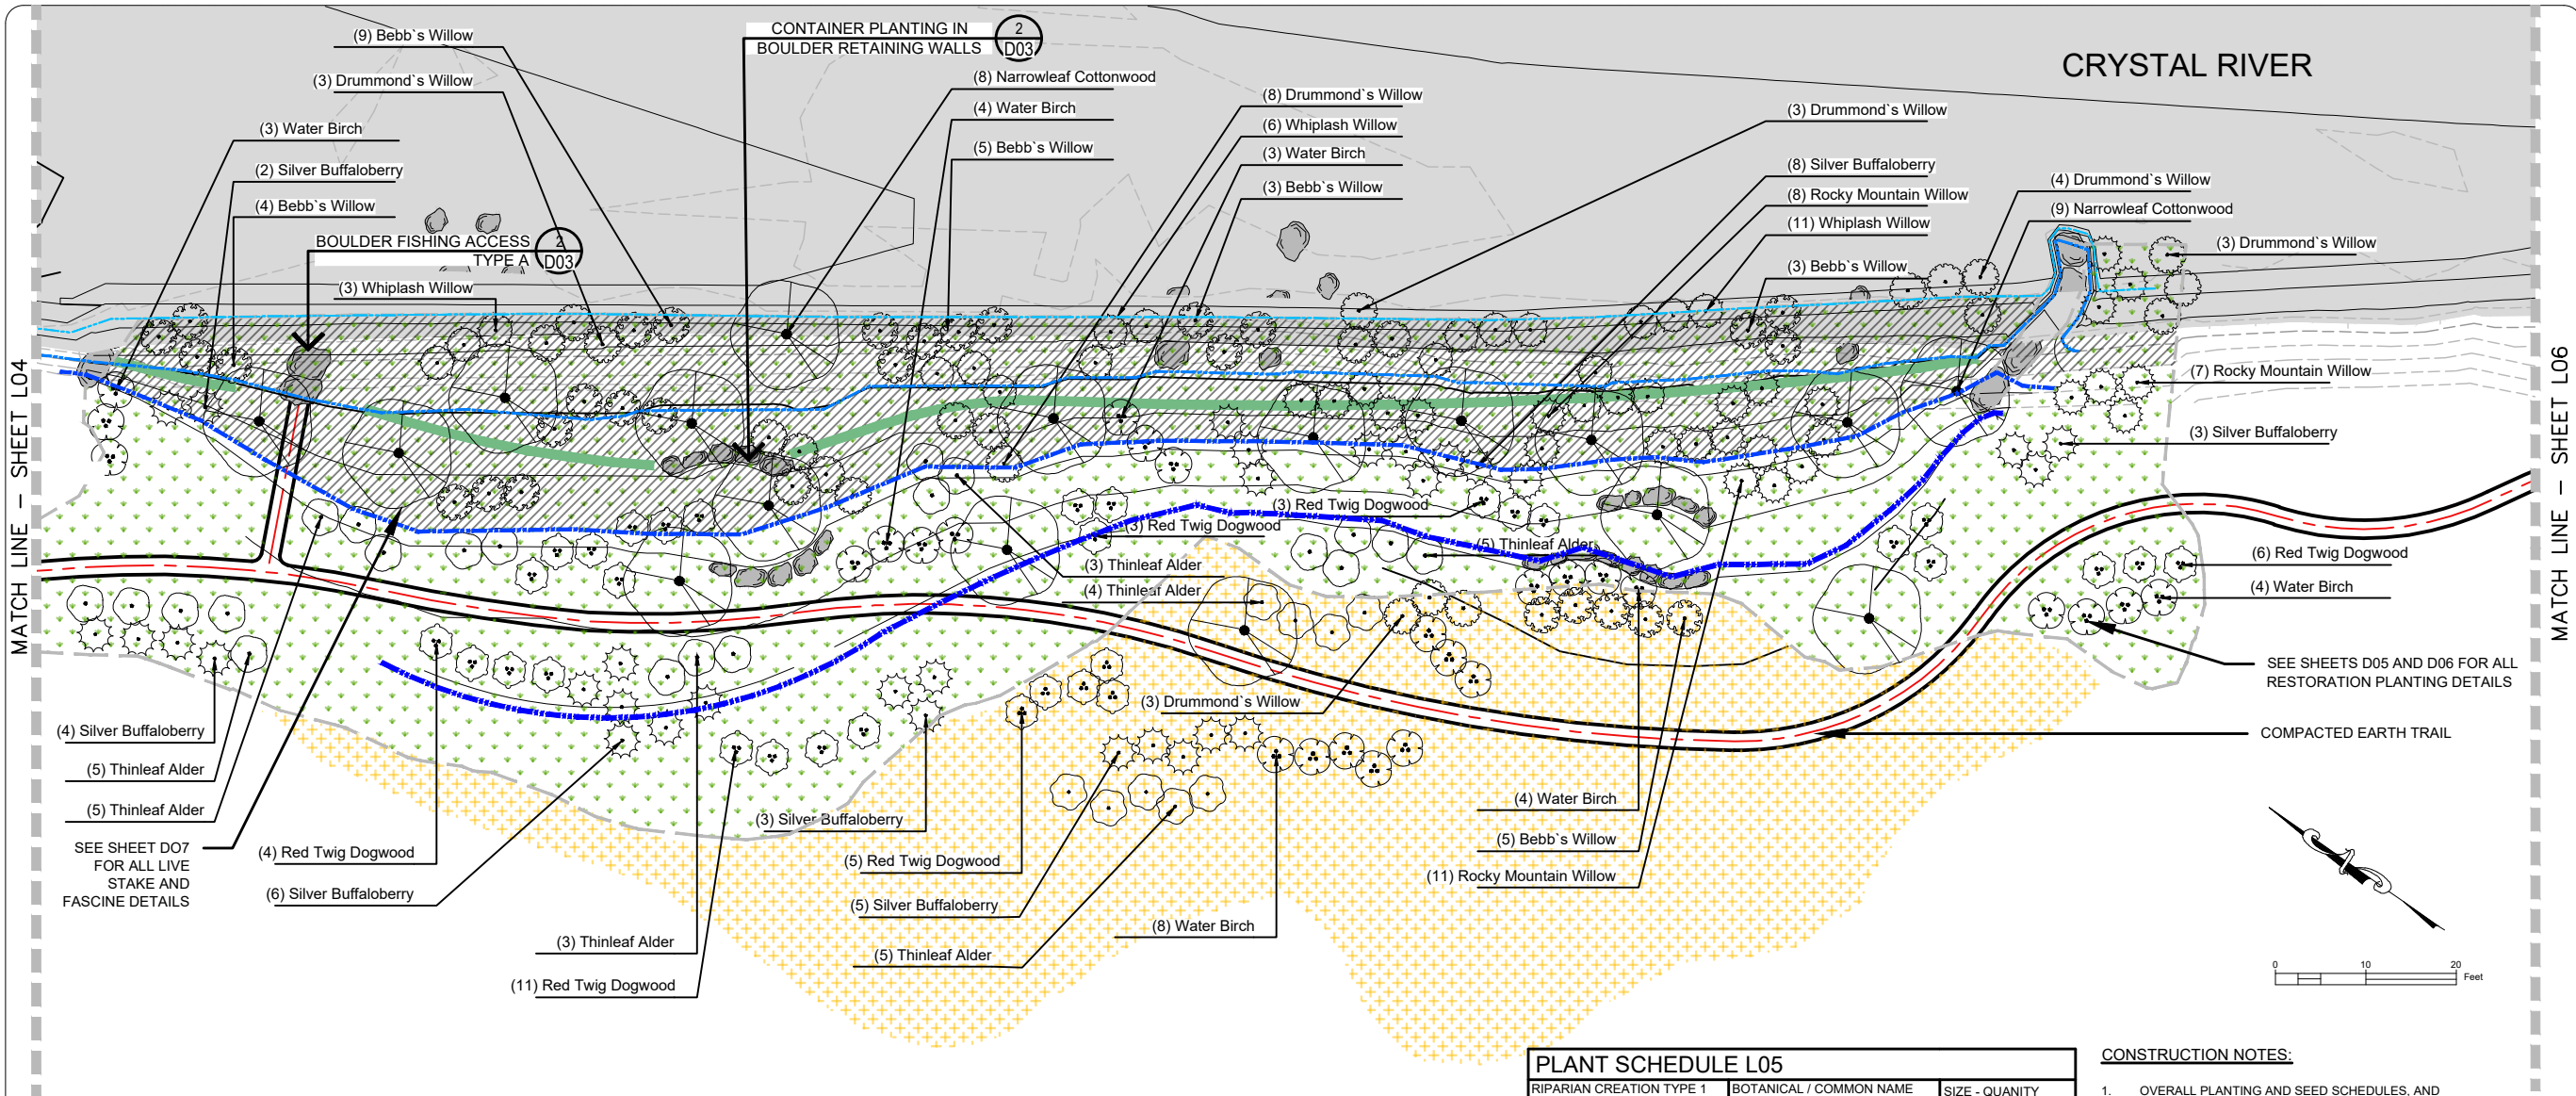 CRYSTAL RIVER
(9) Bebb`s Willow
(3) Drummond`s Willow
(3) Water Birch
(2) Silver Buffaloberry
(4) Bebb`s Willow
BOULDER FISHING ACCESS
TYPE A
2
D03
(3) Whiplash Willow
CONTAINER PLANTING IN
BOULDER RETAINING WALLS
2
D03
(8) Narrowleaf Cottonwood
(4) Water Birch
(5) Bebb`s Willow
(8) Drummond`s Willow
(6) Whiplash Willow
(3) Water Birch
(3) Bebb`s Willow
(3) Drummond`s Willow
(8) Silver Buffaloberry
(8) Rocky Mountain Willow
(11) Whiplash Willow
(3) Bebb`s Willow
(4) Drummond`s Willow
(9) Narrowleaf Cottonwood
(3) Drummond`s Willow
(7) Rocky Mountain Willow
(3) Silver Buffaloberry
MATCH LINE – SHEET L04
MATCH LINE – SHEET L06
(3) Red Twig Dogwood
(3) Red Twig Dogwood
(5) Thinleaf Alder
(3) Thinleaf Alder
(4) Thinleaf Alder
(6) Red Twig Dogwood
(4) Water Birch
SEE SHEETS D05 AND D06 FOR ALL
RESTORATION PLANTING DETAILS
COMPACTED EARTH TRAIL
(3) Drummond`s Willow
(4) Silver Buffaloberry
(5) Thinleaf Alder
(5) Thinleaf Alder
SEE SHEET DO7
FOR ALL LIVE
STAKE AND
FASCINE DETAILS
(4) Red Twig Dogwood
(6) Silver Buffaloberry
(3) Thinleaf Alder
(11) Red Twig Dogwood
(3) Silver Buffaloberry
(5) Red Twig Dogwood
(5) Silver Buffaloberry
(5) Thinleaf Alder
(8) Water Birch
(4) Water Birch
(5) Bebb`s Willow
(11) Rocky Mountain Willow
0 10 20
Feet
PLANT SCHEDULE L05
RIPARIAN CREATION TYPE 1 BOTANICAL / COMMON NAME SIZE - QUANITY
CONSTRUCTION NOTES:
1. OVERALL PLANTING AND SEED SCHEDULES, AND